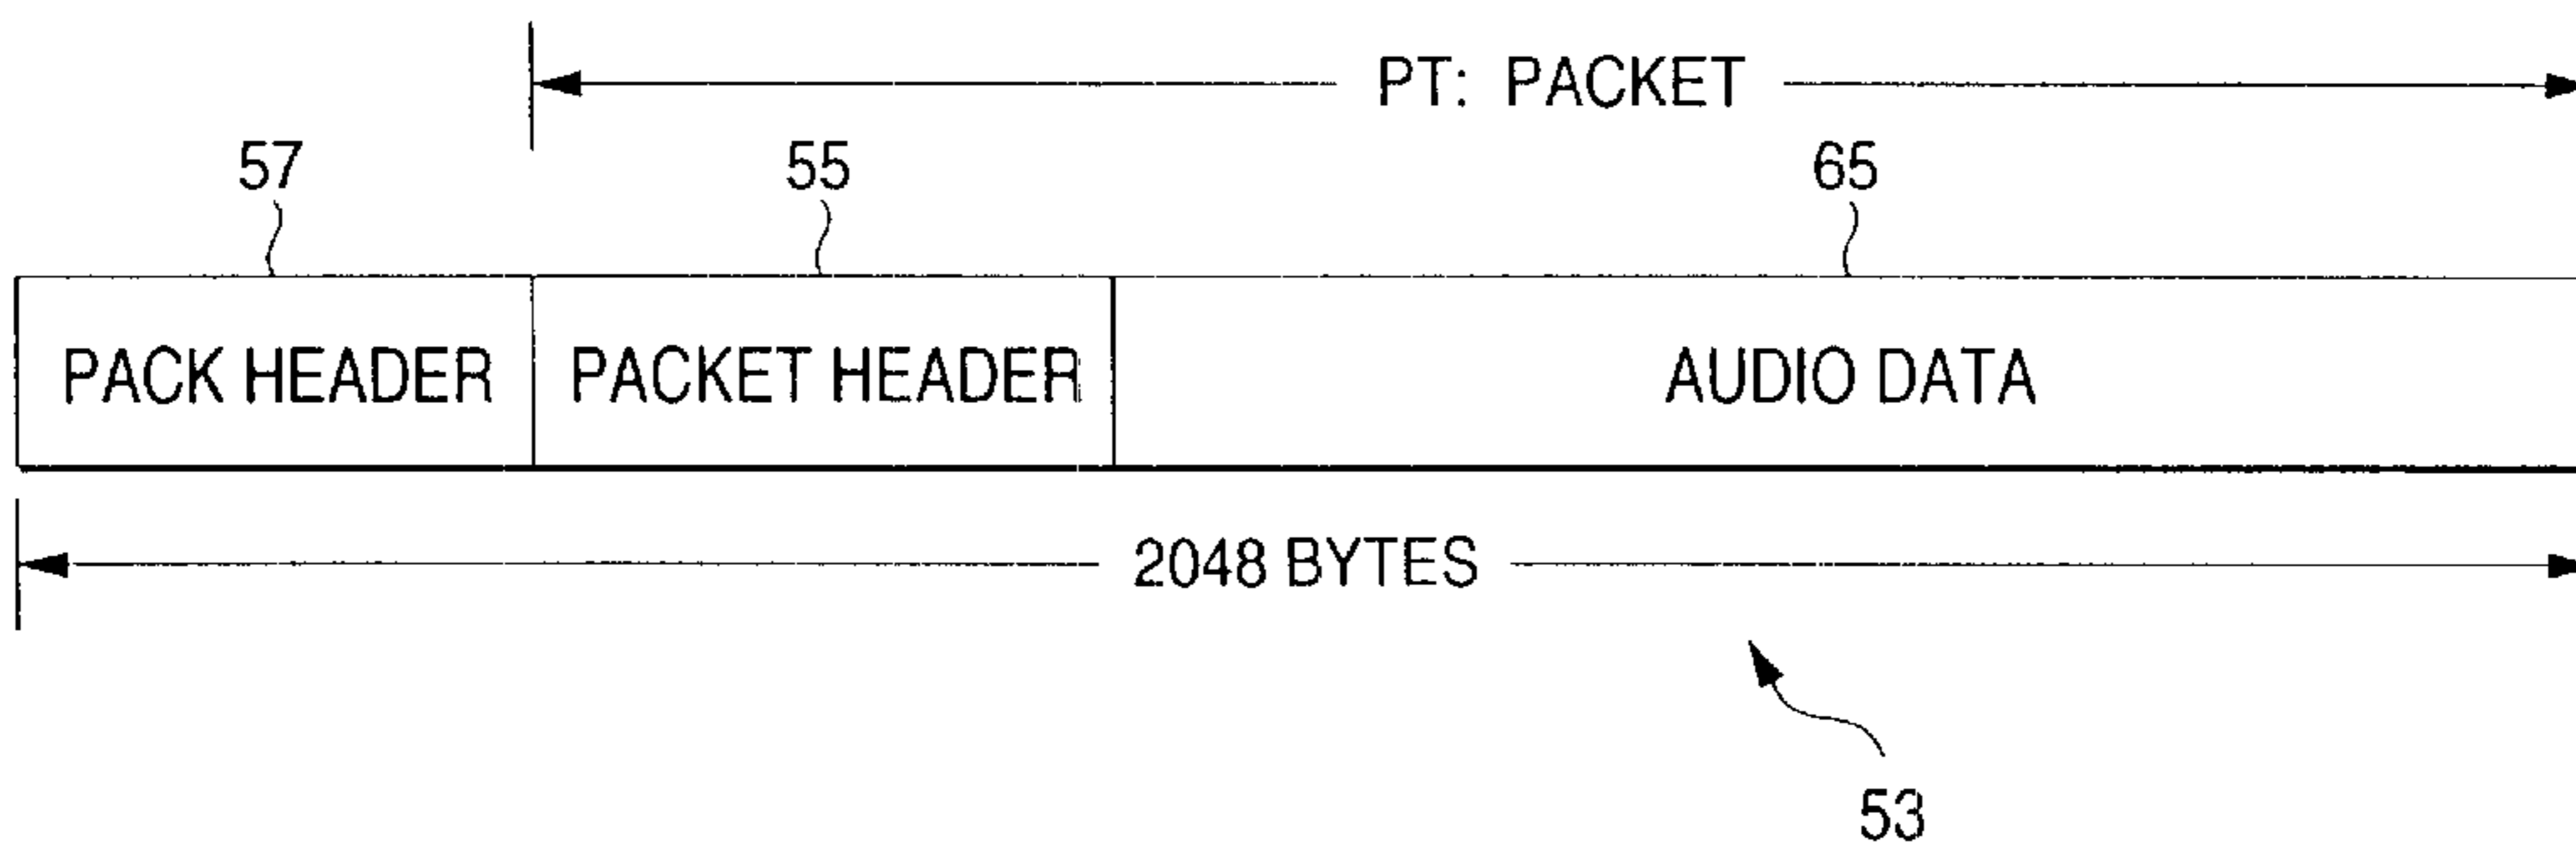 PT: PACKET
57 55 65
PACK HEADER PACKET HEADER AUDIO DATA
2048 BYTES
53